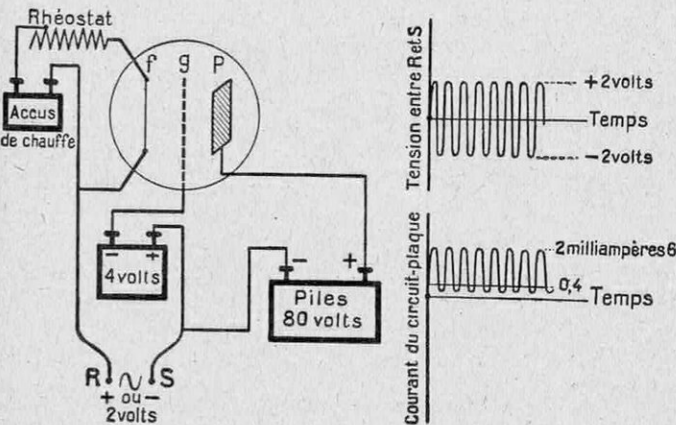 Rhéostat
f g P
Accus
de chauffe
- +
4 volts
- +
Piles
80 volts
R S
+ ou -
2 volts
Tension entre R et S
+ 2 volts
Temps
- 2 volts
Courant du circuit-plaque
2 milliampères 6
0,4
Temps